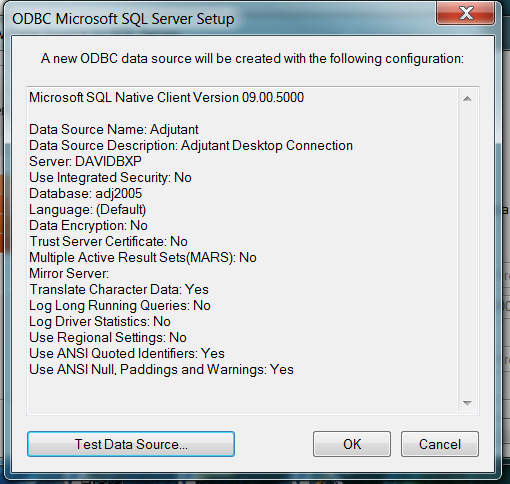 ODBC Microsoft SQL Server Setup
A new ODBC data source will be created with the following configuration:
Microsoft SQL Native Client Version 09.00.5000
Data Source Name: Adjutant
Data Source Description: Adjutant Desktop Connection
Server: DAVIDBXP
Use Integrated Security: No
Database: adj2005
Language: (Default)
Data Encryption: No
Trust Server Certificate: No
Multiple Active Result Sets(MARS): No
Mirror Server:
Translate Character Data: Yes
Log Long Running Queries: No
Log Driver Statistics: No
Use Regional Settings: No
Use ANSI Quoted Identifiers: Yes
Use ANSI Null, Paddings and Warnings: Yes
Test Data Source...
OK
Cancel